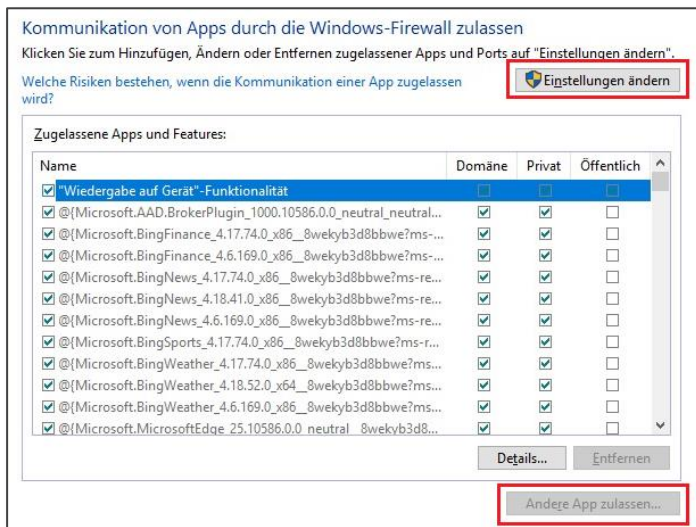 Kommunikation von Apps durch die Windows-Firewall zulassen
Klicken Sie zum Hinzufügen, Ändern oder Entfernen zugelassener Apps und Ports auf "Einstellungen ändern".
Welche Risiken bestehen, wenn die Kommunikation einer App zugelassen
wird?
Einstellungen ändern
Zugelassene Apps und Features:
Name Domäne Privat Öffentlich
"Wiedergabe auf Gerät"-Funktionalität
@{Microsoft.AAD.BrokerPlugin_1000.10586.0.0_neutral_neutral...
@{Microsoft.BingFinance_4.17.74.0_x86__8wekyb3d8bbwe?ms-...
@{Microsoft.BingFinance_4.6.169.0_x86__8wekyb3d8bbwe?ms-...
@{Microsoft.BingNews_4.17.74.0_x86__8wekyb3d8bbwe?ms-re...
@{Microsoft.BingNews_4.18.41.0_x86__8wekyb3d8bbwe?ms-re...
@{Microsoft.BingNews_4.6.169.0_x86__8wekyb3d8bbwe?ms-re...
@{Microsoft.BingSports_4.17.74.0_x86__8wekyb3d8bbwe?ms-r...
@{Microsoft.BingWeather_4.17.74.0_x86__8wekyb3d8bbwe?ms...
@{Microsoft.BingWeather_4.18.52.0_x64__8wekyb3d8bbwe?ms...
@{Microsoft.BingWeather_4.6.169.0_x86__8wekyb3d8bbwe?ms...
@{Microsoft.MicrosoftEdge_25.10586.0.0_neutral__8wekyb3d8...
Details... Entfernen
Andere App zulassen...